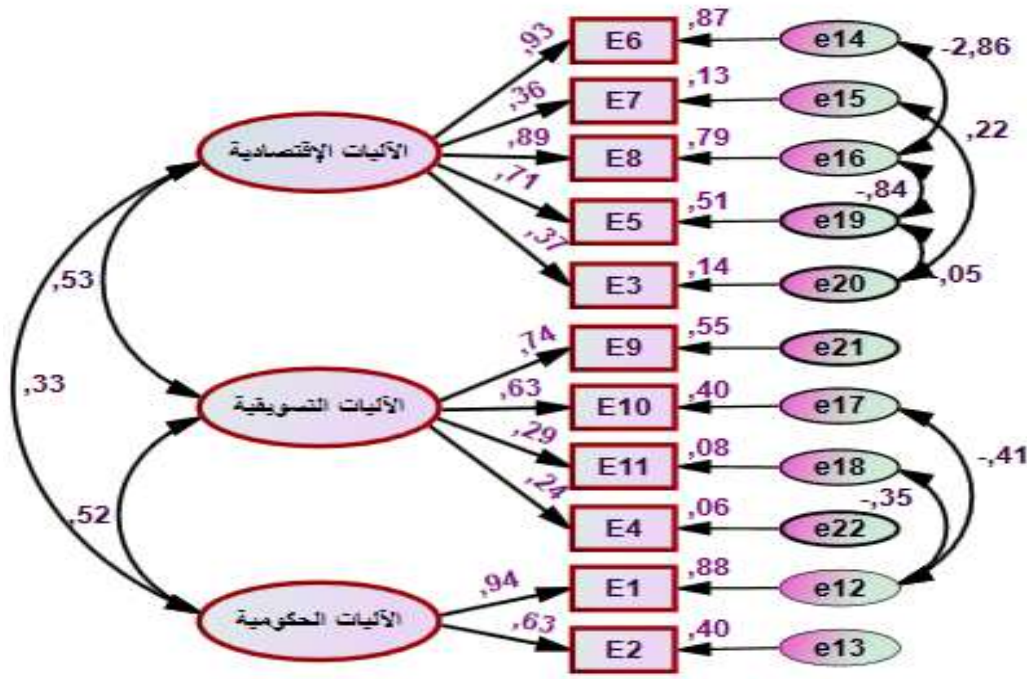 ,93
E6
,87
e14
-2,86
,36
E7
,13
e15
,22
الآليات الإقتصادية
,89
E8
,79
e16
-,84
,71
E5
,51
e19
,37
E3
,14
e20
-,05
,53
,74
E9
,55
e21
,33
الآليات التسويقية
,63
E10
,40
e17
-,41
,29
E11
,08
e18
-,35
,24
E4
,06
e22
,52
,94
E1
,88
e12
الآليات الحكومية
,63
E2
,40
e13